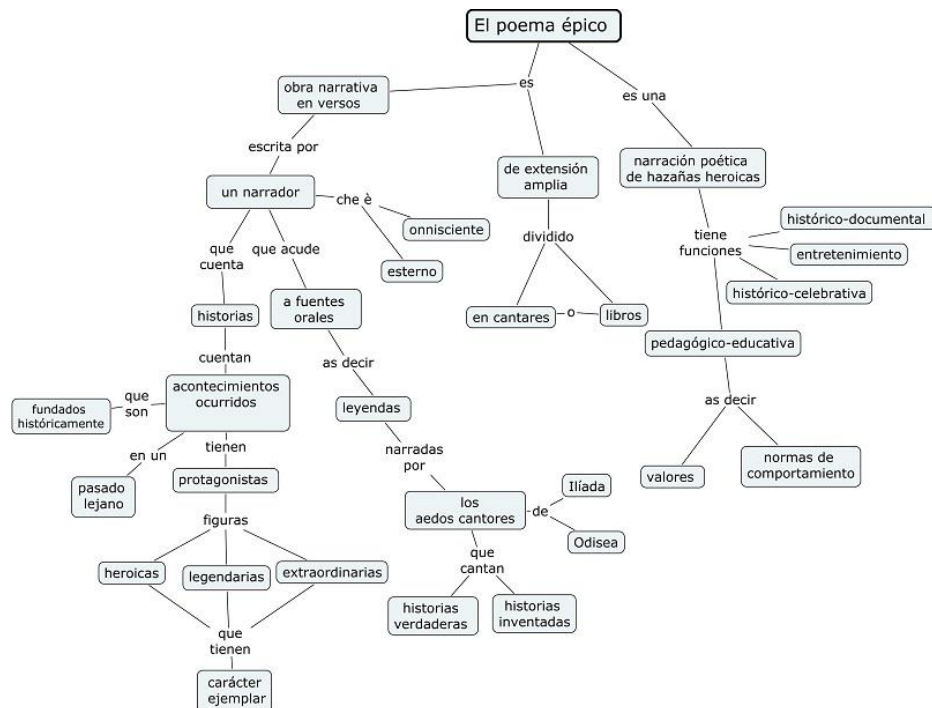 El poema épico
obra narrativa
en versos
es
es una
escrita por
de extensión
amplia
narración poética
de hazañas heroicas
un narrador
che è
onnisciente
esterno
histórico-documental
tiene
funciones
entretenimiento
histórico-celebrativa
que
cuenta
que acude
dividido
historias
a fuentes
orales
en cantares
o
libros
pedagógico-educativa
cuentan
as decir
as decir
acontecimientos
ocurridos
que
son
fundados
históricamente
leyendas
en un
tienen
narradas
por
valores
normas de
comportamiento
pasado
lejano
protagonistas
los
aedos cantores
de
Ilíada
Odisea
figuras
que
cantan
heroicas
legendarias
extraordinarias
historias
verdaderas
historias
inventadas
que
tienen
carácter
ejemplar